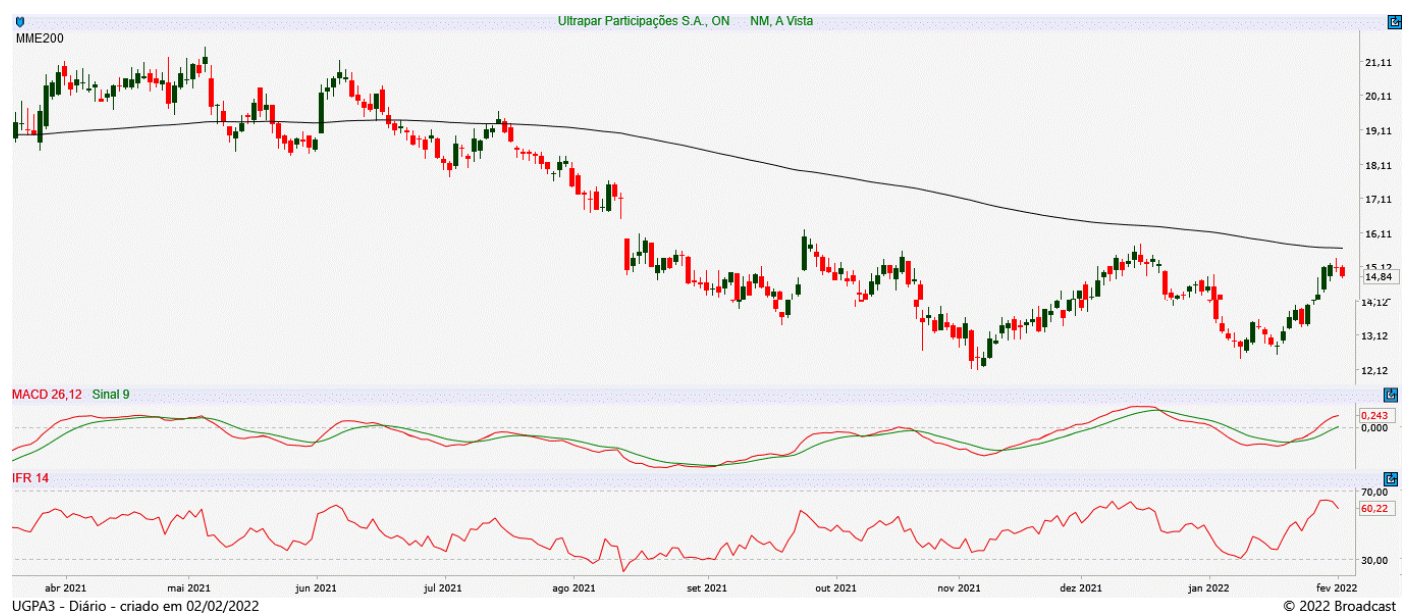 Ultrapar Participações S.A., ON NM, A Vista
MME200
21,11
20,11
19,11
18,11
17,11
16,11
15,12
14,84
14,12
13,12
12,12
MACD 26,12 Sinal 9
0,243
0,000
IFR 14
70,00
60,22
30,00
abr 2021 mai 2021 jun 2021 jul 2021 ago 2021 set 2021 out 2021 nov 2021 dez 2021 jan 2022 fev 2022
UGPA3 - Diário - criado em 02/02/2022 © 2022 Broadcast